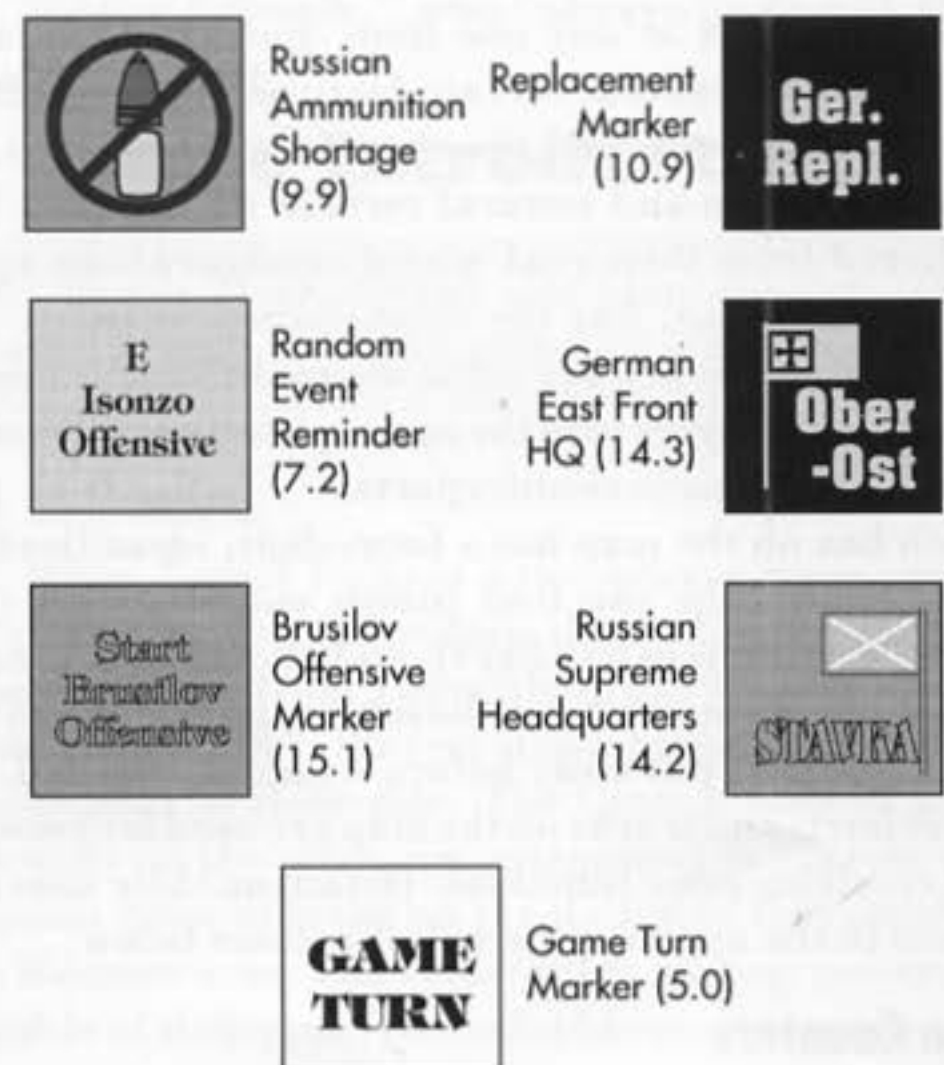 Russian
Ammunition
Shortage
(9.9)
Replacement
Marker
(10.9)
Ger.
Repl.
E
Isonzo
Offensive
Random
Event
Reminder
(7.2)
German
East Front
HQ (14.3)
Ober
-Ost
Start
Brusilov
Offensive
Brusilov
Offensive
Marker
(15.1)
Russian
Supreme
Headquarters
(14.2)
STAVKA
GAME
TURN
Game Turn
Marker (5.0)